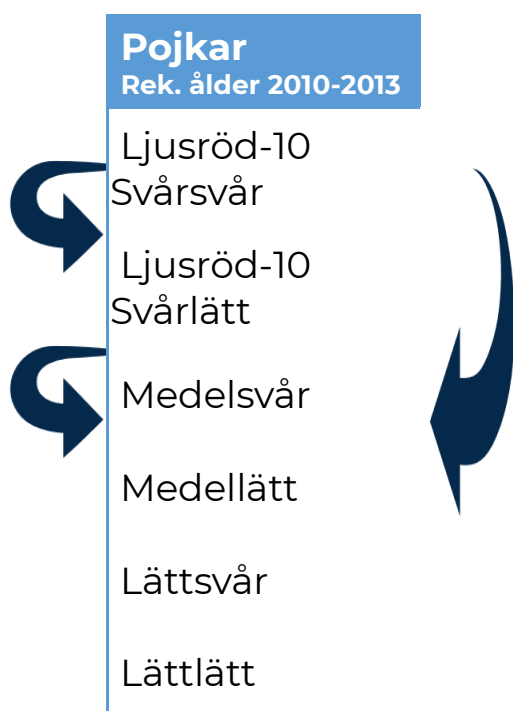 Pojkar
Rek. ålder 2010-2013
Ljusröd-10
Svårsvår
Ljusröd-10
Svårlätt
Medelsvår
Medellätt
Lättsvår
Lättlätt